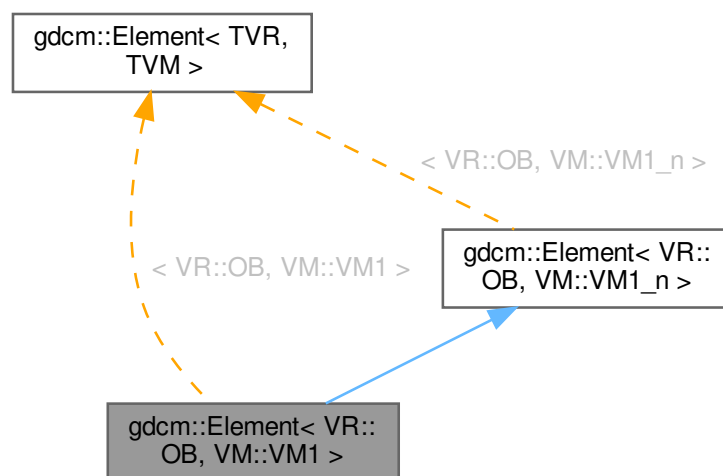 gdcm::Element< TVR,
TVM >
< VR::OB, VM::VM1_n >
gdcm::Element< VR::
OB, VM::VM1_n >
< VR::OB, VM::VM1 >
gdcm::Element< VR::
OB, VM::VM1 >